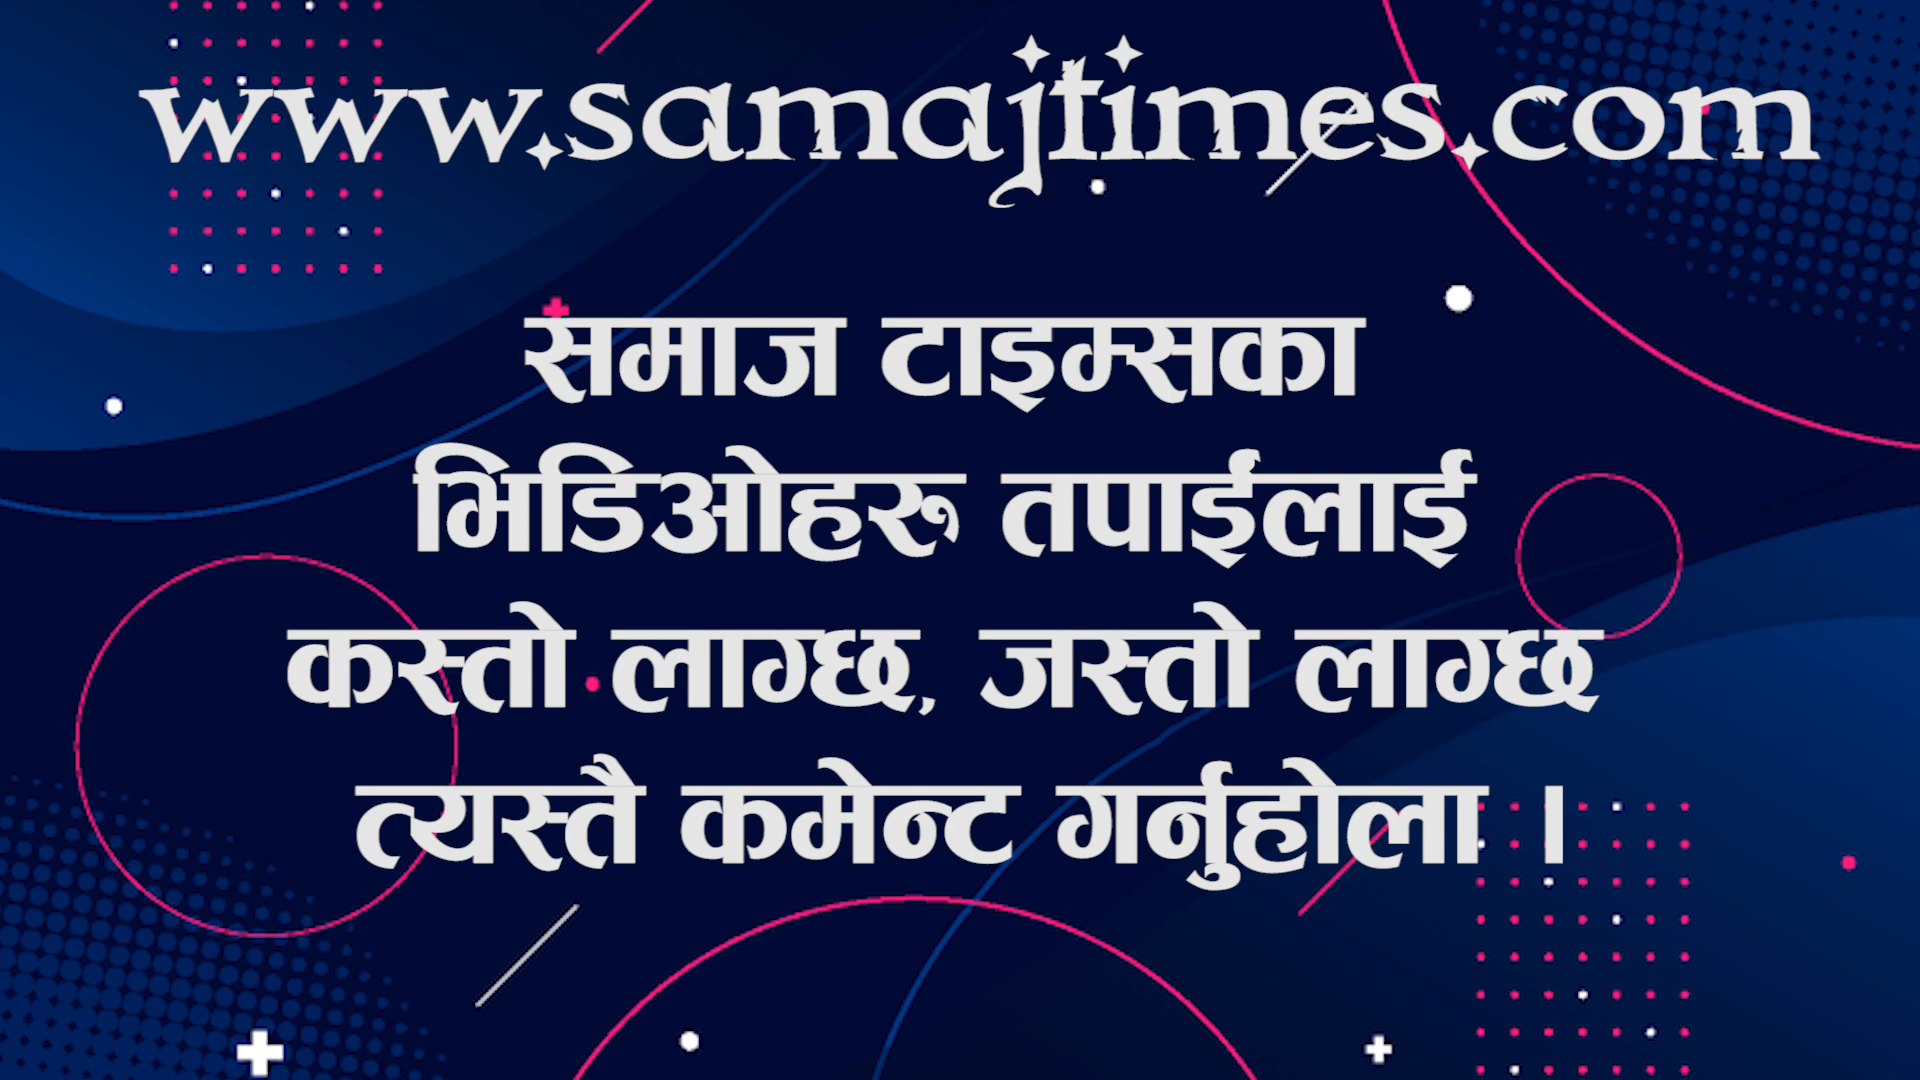 www.samajtimes.com
समाज टाइम्सका
भिडिओहरु तपाईलाई
कस्तो लाग्छ, जस्तो लाग्छ
त्यस्तै कमेन्ट गर्नुहोला ।